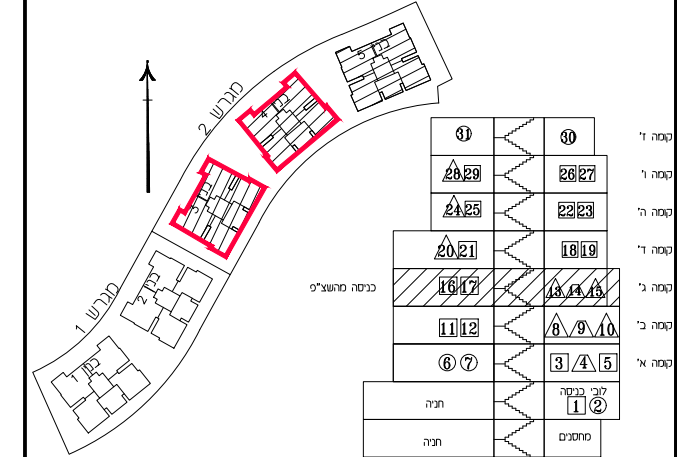 מגרש 2
4
31 30 קומה ז'
28 29 26 27 קומה ו'
24 25 22 23 קומה ה'
20 21 18 19 קומה ד'
כניסה מהשצ"פ 16 17 13 14 15 קומה ג'
מגרש 1
2
11 12 8 9 10 קומה ב'
6 7 3 4 5 קומה א'
חניה לובי כניסה
1 2
חניה מחסנים